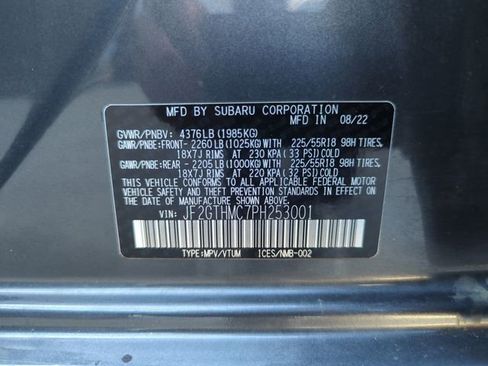 MFD BY SUBARU CORPORATION
IN 08/22
GVWR/PNBV: 4376LB(1985KG)
GAWR/PNBE:FRONT- 2260LB(1025KG)WITH 225/55R18 98H TIRES,
18X7J RIMS AT 230 KPA(33 PSI)COLD
GAWR/PNBE:REAR - 2205LB(1000KG)WITH 225/55R18 98H TIRES,
18X7J RIMS AT 220 KPA(32 PSI)COLD
THIS VEHICLE CONFORMS TO ALL APPLICABLE FEDERAL MOTOR
VEHICLE SAFETY, BUMPER, AND THEFT PREVENTION STANDARDS
IN EFFECT ON THE DATE OF MANUFACTURE SHOWN ABOVE.
VIN: JF2GTHMC7PH253001
TYPE:MPV/VTUM ICES/NMB-002